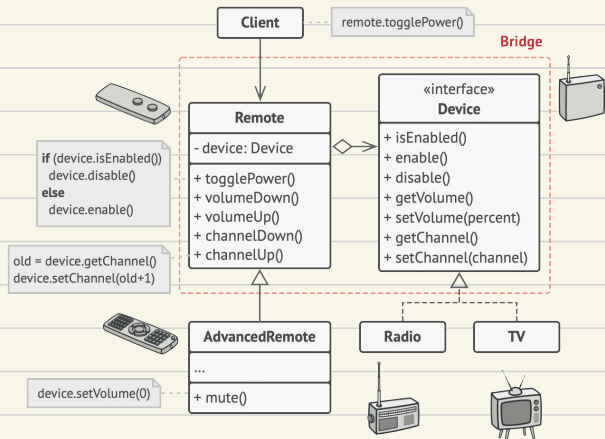 Client
remote.togglePower()
Bridge
«interface»
Device
+ isEnabled()
+ enable()
+ disable()
+ getVolume()
+ setVolume(percent)
+ getChannel()
+ setChannel(channel)
Remote
- device: Device
+ togglePower()
+ volumeDown()
+ volumeUp()
+ channelDown()
+ channelUp()
if (device.isEnabled())
device.disable()
else
device.enable()
old = device.getChannel()
device.setChannel(old+1)
AdvancedRemote
...
+ mute()
device.setVolume(0)
Radio
TV